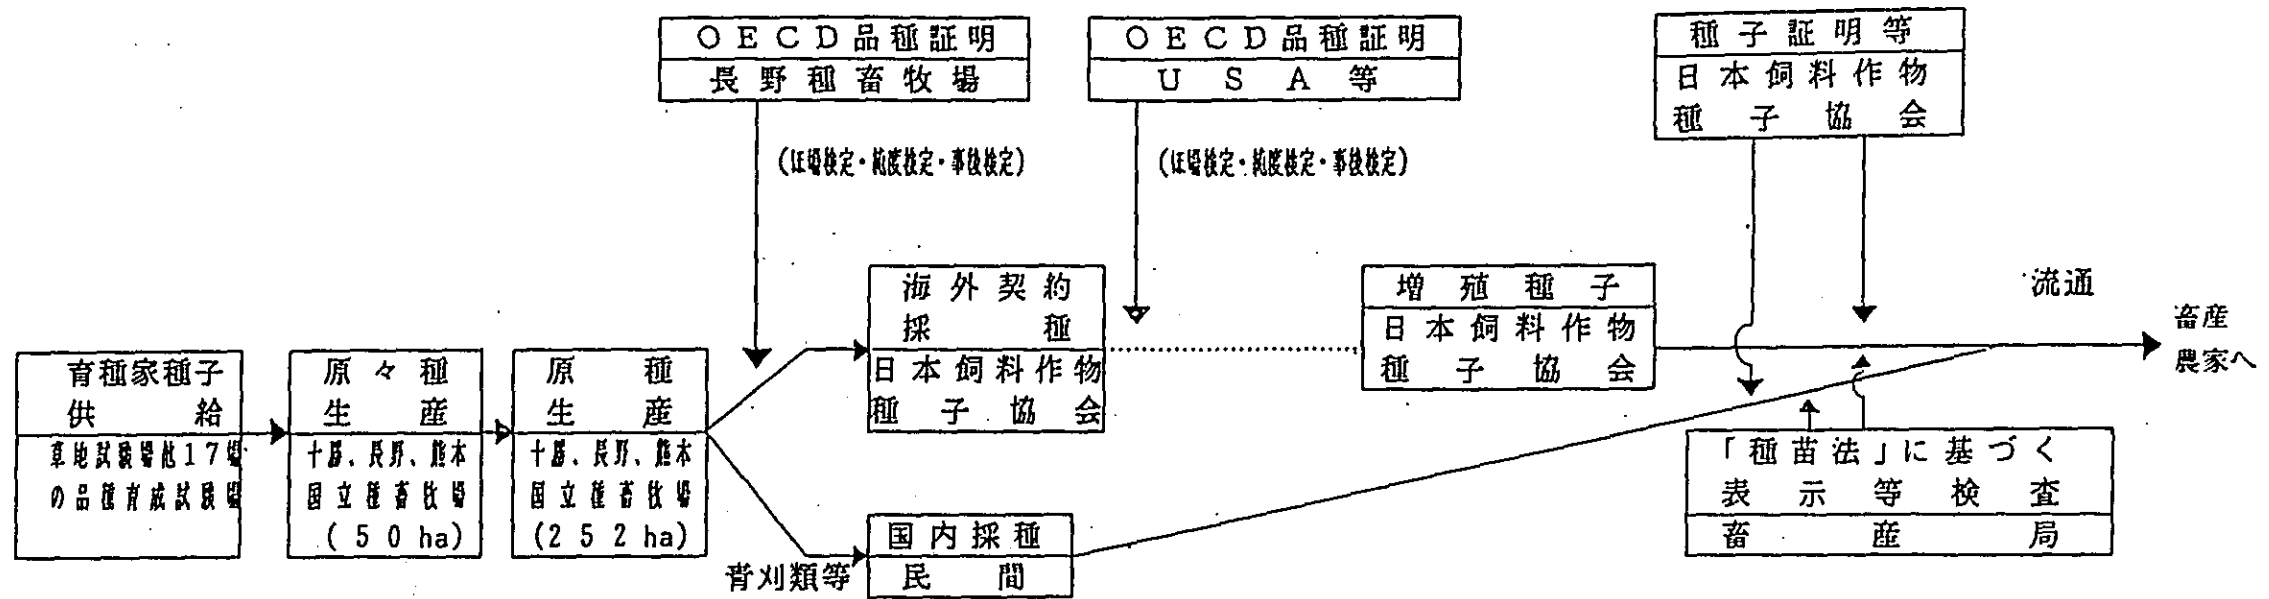 OECD品種証明
長野種畜牧場
OECD品種証明
USA等
種子証明等
日本飼料作物
種子協会
(ほ場検定・純度検定・事後検定)
(ほ場検定・純度検定・事後検定)
海外契約
採種
日本飼料作物
種子協会
増殖種子
日本飼料作物
種子協会
流通
畜産
農家へ
育種家種子
供給
草地試験場他17場
の品種育成試験場
原々種
生産
十勝、長野、熊本
国立種畜牧場
(50ha)
原種
生産
十勝、長野、熊本
国立種畜牧場
(252ha)
「種苗法」に基づく
表示等検査
畜産局
国内採種
民間
青刈類等